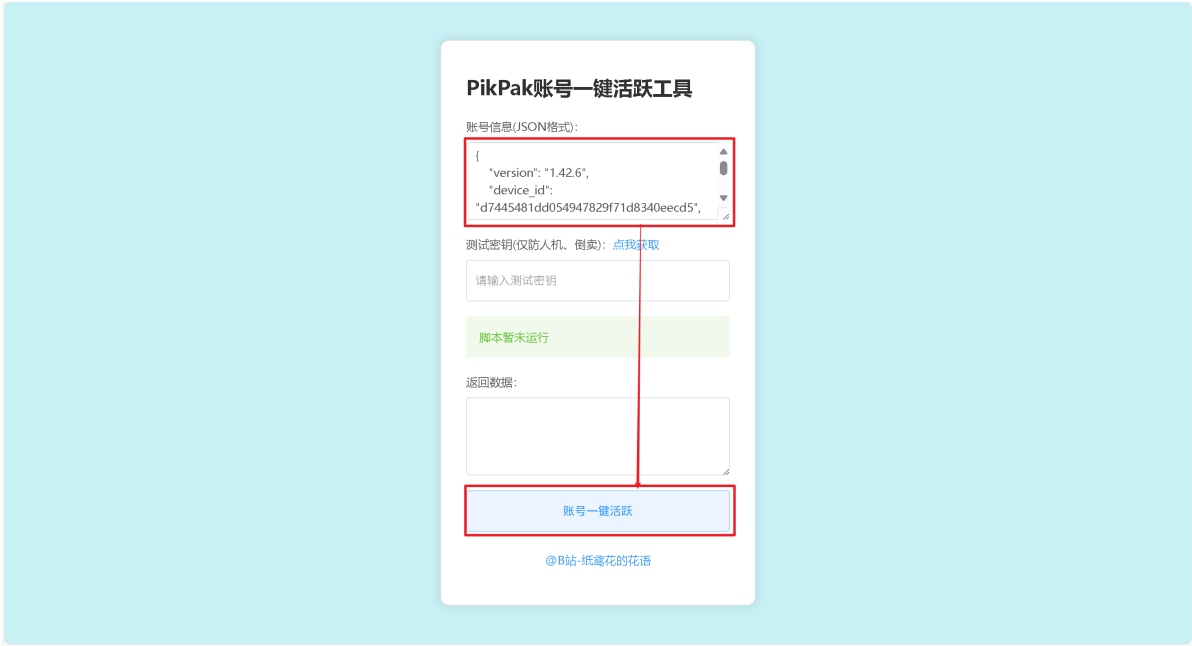 PikPak账号一键活跃工具
账号信息(JSON格式):
{
"version": "1.42.6",
"device_id":
"d7445481dd054947829f71d8340eecd5",
测试密钥(仅防人机、倒卖): 点我获取
请输入测试密钥
脚本暂未运行
返回数据:
账号一键活跃
@B站-纸鸢花的花语